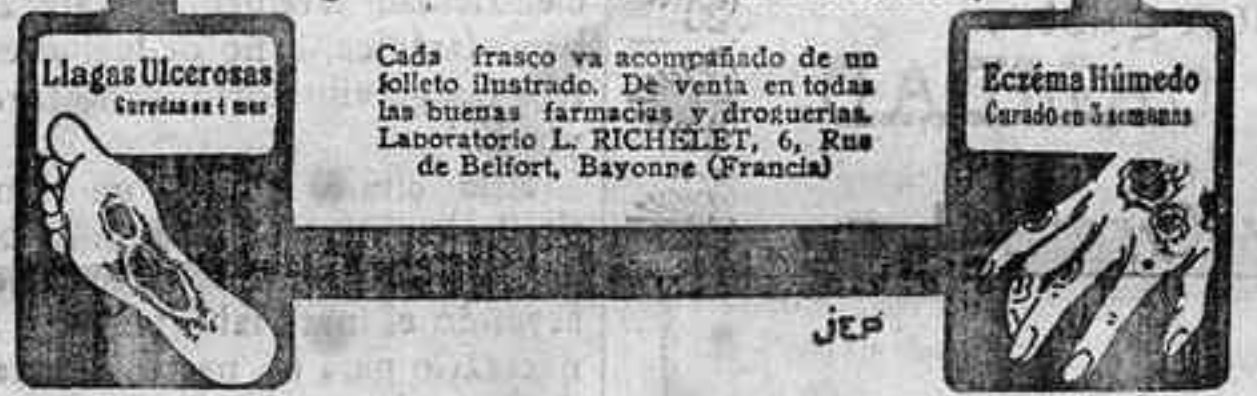 Llagas Ulcerosas
Curadas en 1 mes
Cada frasco va acompañado de un
folleto ilustrado. De venta en todas
las buenas farmacias y droguerias.
Laboratorio L. RICHELET, 6, Rue
de Belfort, Bayonne (Francia)
Eczéma Húmedo
Curado en 3 semanas
jEP